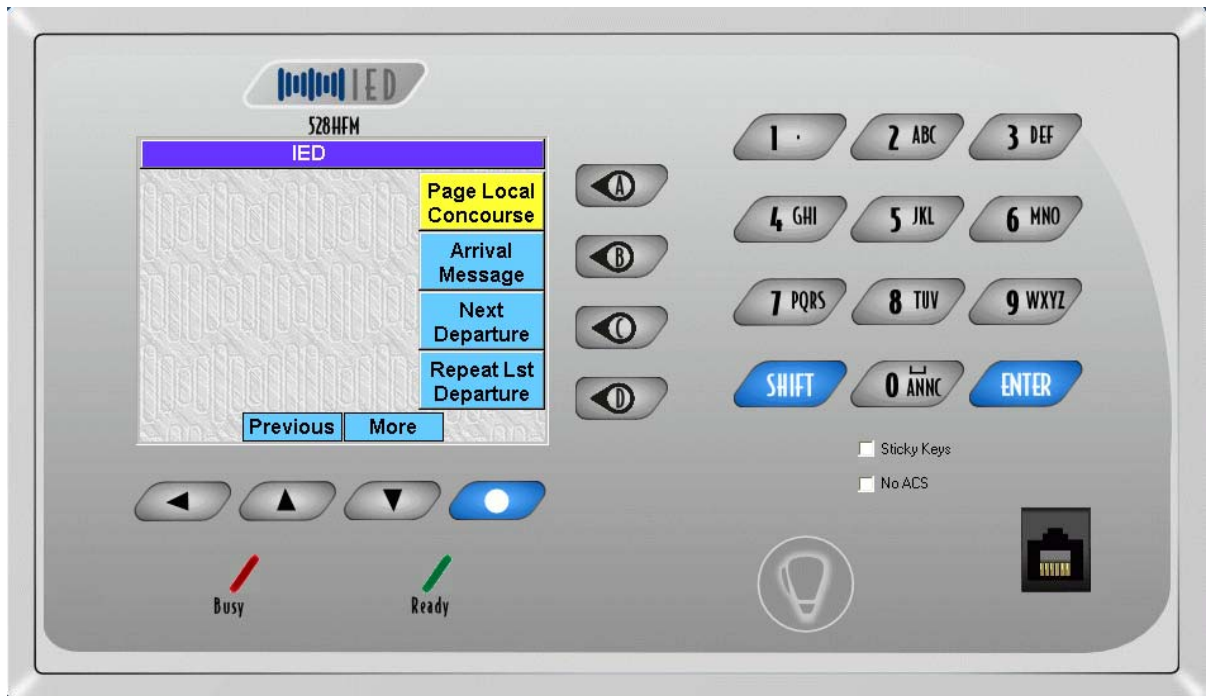 IED
528HFM
IED
Page Local
Concourse
Arrival
Message
Next
Departure
Repeat Lst
Departure
Previous More
A
B
C
D
1 .
2 ABC
3 DEF
4 GHI
5 JKL
6 MNO
7 PQRS
8 TUV
9 WXYZ
SHIFT
0 ANNC
ENTER
Sticky Keys
No ACS
Busy
Ready